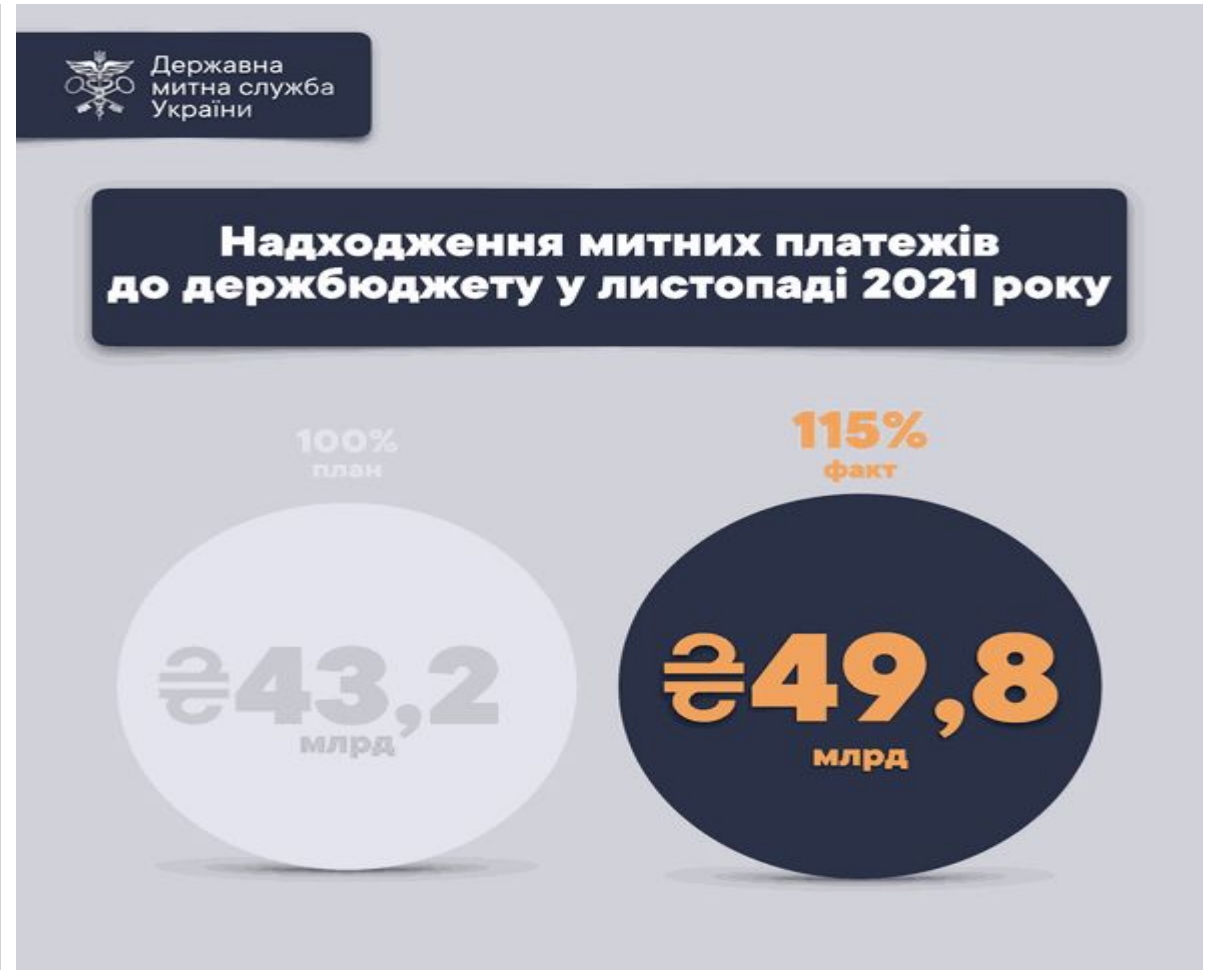 Державна
митна служба
України
Надходження митних платежів
до держбюджету у листопаді 2021 року
100%
план
115%
факт
₴43,2
млрд
₴49,8
млрд